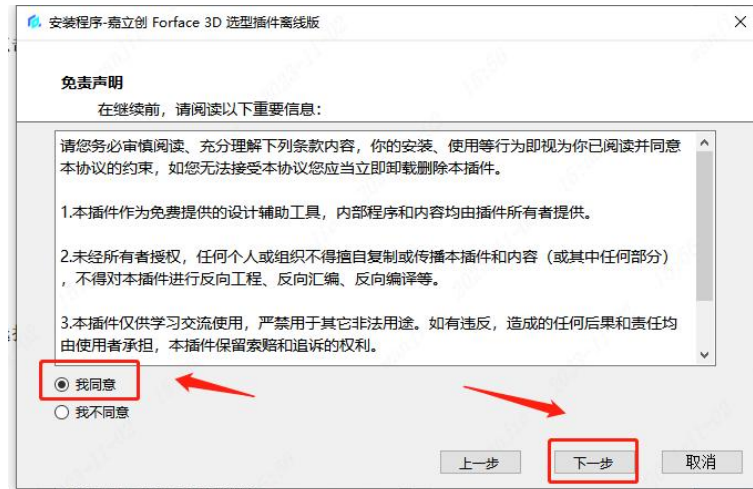 安装程序-嘉立创 Forface 3D 选型插件离线版
免责声明
在继续前，请阅读以下重要信息：
请您务必审慎阅读、充分理解下列条款内容，你的安装、使用等行为即视为你已阅读并同意
本协议的约束，如您无法接受本协议您应当立即卸载删除本插件。
1.本插件作为免费提供的设计辅助工具，内部程序和内容均由插件所有者提供。
2.未经所有者授权，任何个人或组织不得擅自复制或传播本插件和内容（或其中任何部分）
，不得对本插件进行反向工程、反向汇编、反向编译等。
3.本插件仅供学习交流使用，严禁用于其它非法用途。如有违反，造成的任何后果和责任均
由使用者承担，本插件保留索赔和追诉的权利。
我同意
我不同意
上一步 下一步 取消